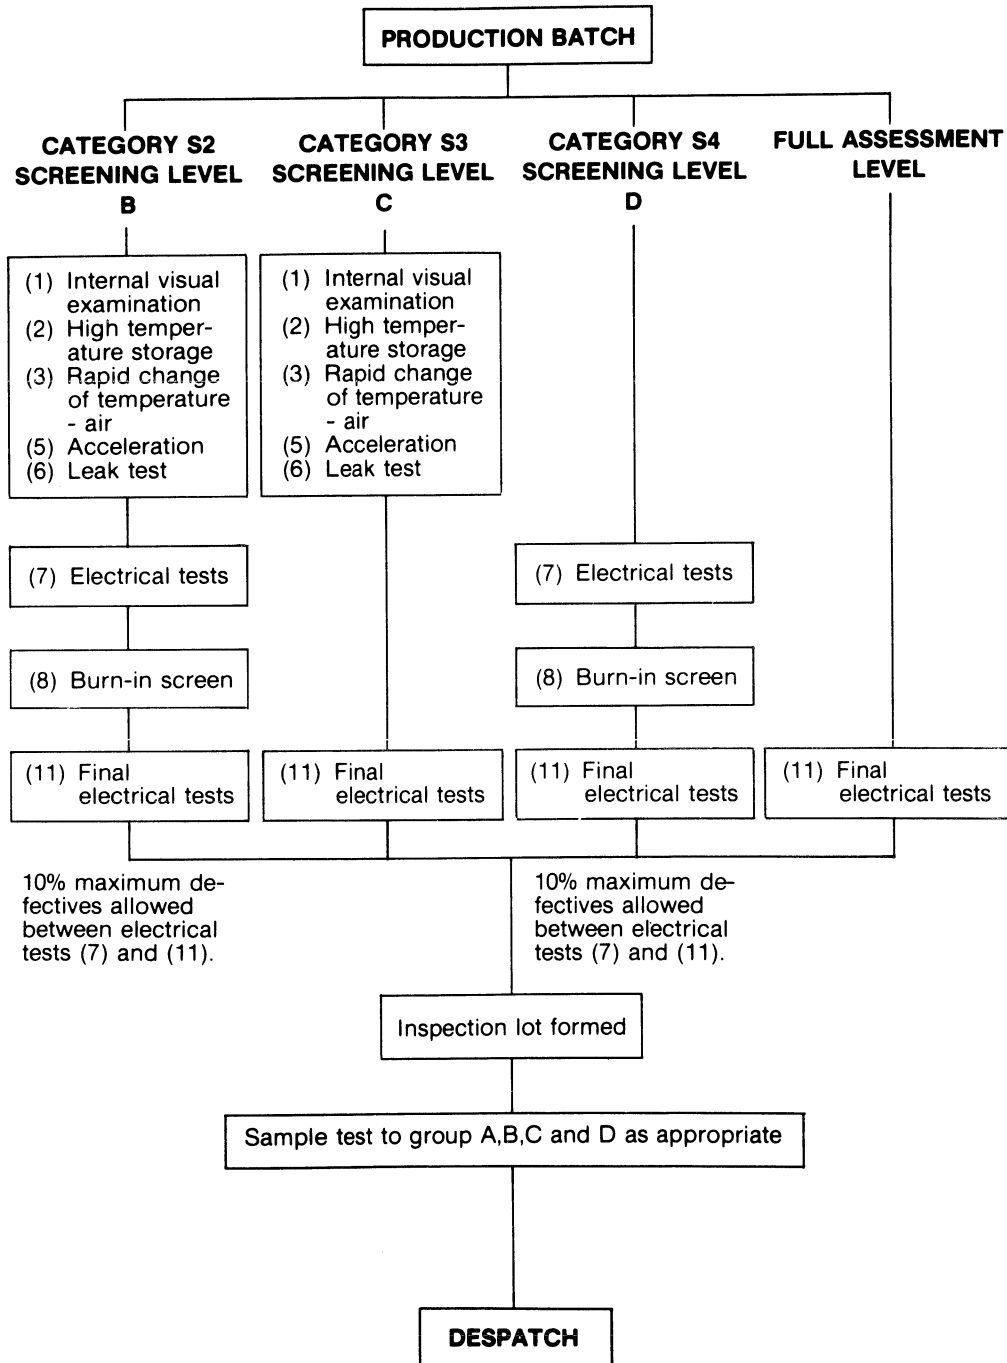 PRODUCTION BATCH
CATEGORY S2
SCREENING LEVEL
B
CATEGORY S3
SCREENING LEVEL
C
CATEGORY S4
SCREENING LEVEL
D
FULL ASSESSMENT
LEVEL
(1) Internal visual
examination
(2) High temper-
ature storage
(3) Rapid change
of temperature
- air
(5) Acceleration
(6) Leak test
(1) Internal visual
examination
(2) High temper-
ature storage
(3) Rapid change
of temperature
- air
(5) Acceleration
(6) Leak test
(7) Electrical tests
(7) Electrical tests
(8) Burn-in screen
(8) Burn-in screen
(11) Final
electrical tests
(11) Final
electrical tests
(11) Final
electrical tests
(11) Final
electrical tests
10% maximum de-
fectives allowed
between electrical
tests (7) and (11).
10% maximum de-
fectives allowed
between electrical
tests (7) and (11).
Inspection lot formed
Sample test to group A,B,C and D as appropriate
DESPATCH